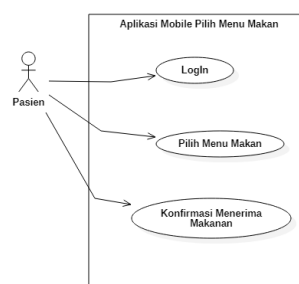 Aplikasi Mobile Pilih Menu Makan
LogIn
Pasien
Pilih Menu Makan
Konfirmasi Menerima
Makanan